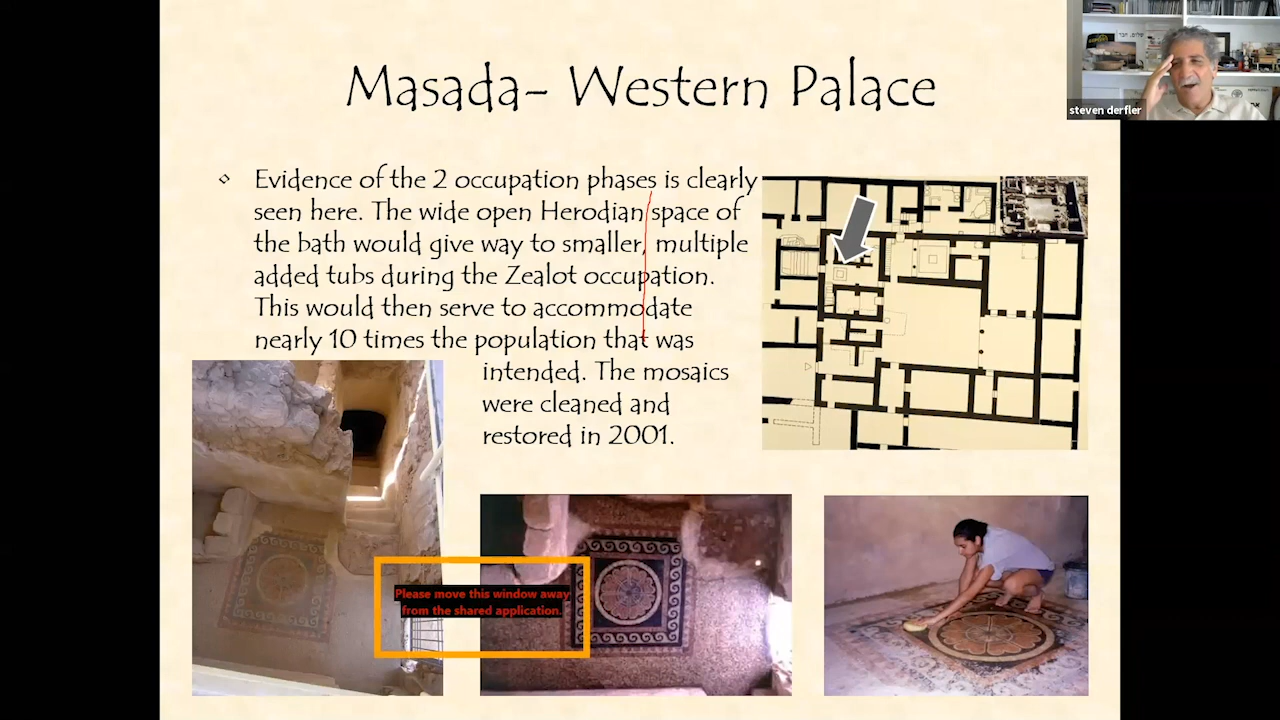 Masada- Western Palace
steven derfler
Evidence of the 2 occupation phases is clearly
seen here. The wide open Herodian space of
the bath would give way to smaller, multiple
added tubs during the Zealot occupation.
This would then serve to accommodate
nearly 10 times the population that was
intended. The mosaics
were cleaned and
restored in 2001.
Please move this window away
from the shared application.